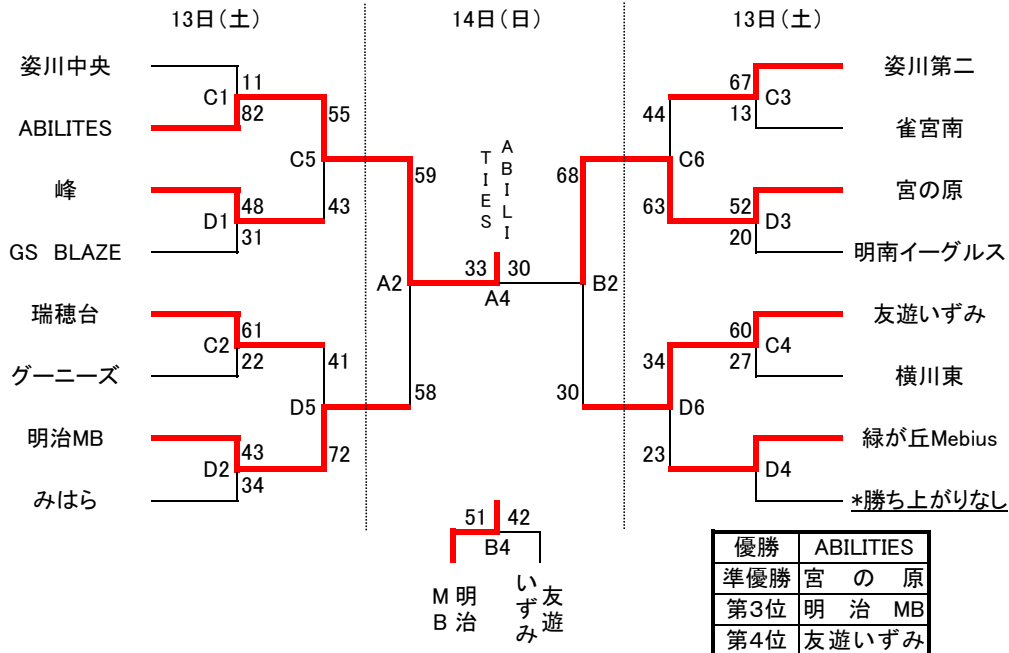 13日(土)
14日(日)
13日(土)
姿川中央
11
C1
82
ABILITES
55
C5
43
峰
48
D1
31
GS BLAZE
瑞穂台
61
C2
22
グーニーズ
41
D5
72
明治MB
43
D2
34
みはら
59
A2
58
ABILI
TIES
33
30
A4
68
B2
30
44
C6
63
姿川第二
67
C3
13
雀宮南
宮の原
52
D3
20
明南イーグルス
34
D6
23
友遊いずみ
60
C4
27
横川東
緑が丘Mebius
D4
*勝ち上がりなし
51
42
B4
明治
MB
友遊
いずみ
優勝 ABILITIES
準優勝 宮の原
第3位 明治MB
第4位 友遊いずみ